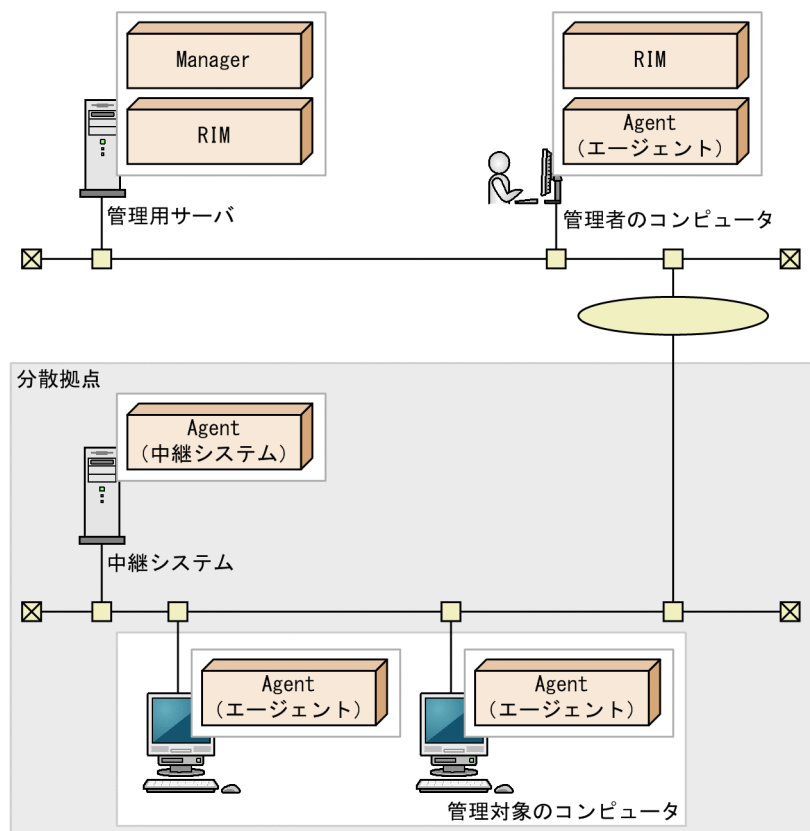 Manager
RIM
管理用サーバ
RIM
Agent
(エージェント)
管理者のコンピュータ
分散拠点
Agent
(中継システム)
中継システム
Agent
(エージェント)
Agent
(エージェント)
管理対象のコンピュータ